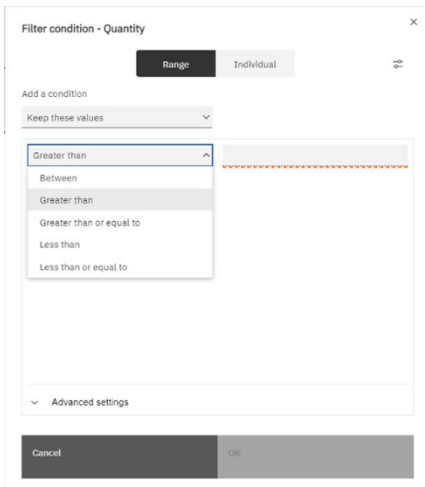 Filter condition - Quantity
Range Individual
Add a condition
Keep these values
Greater than
Between
Greater than
Greater than or equal to
Less than
Less than or equal to
Advanced settings
Cancel OK